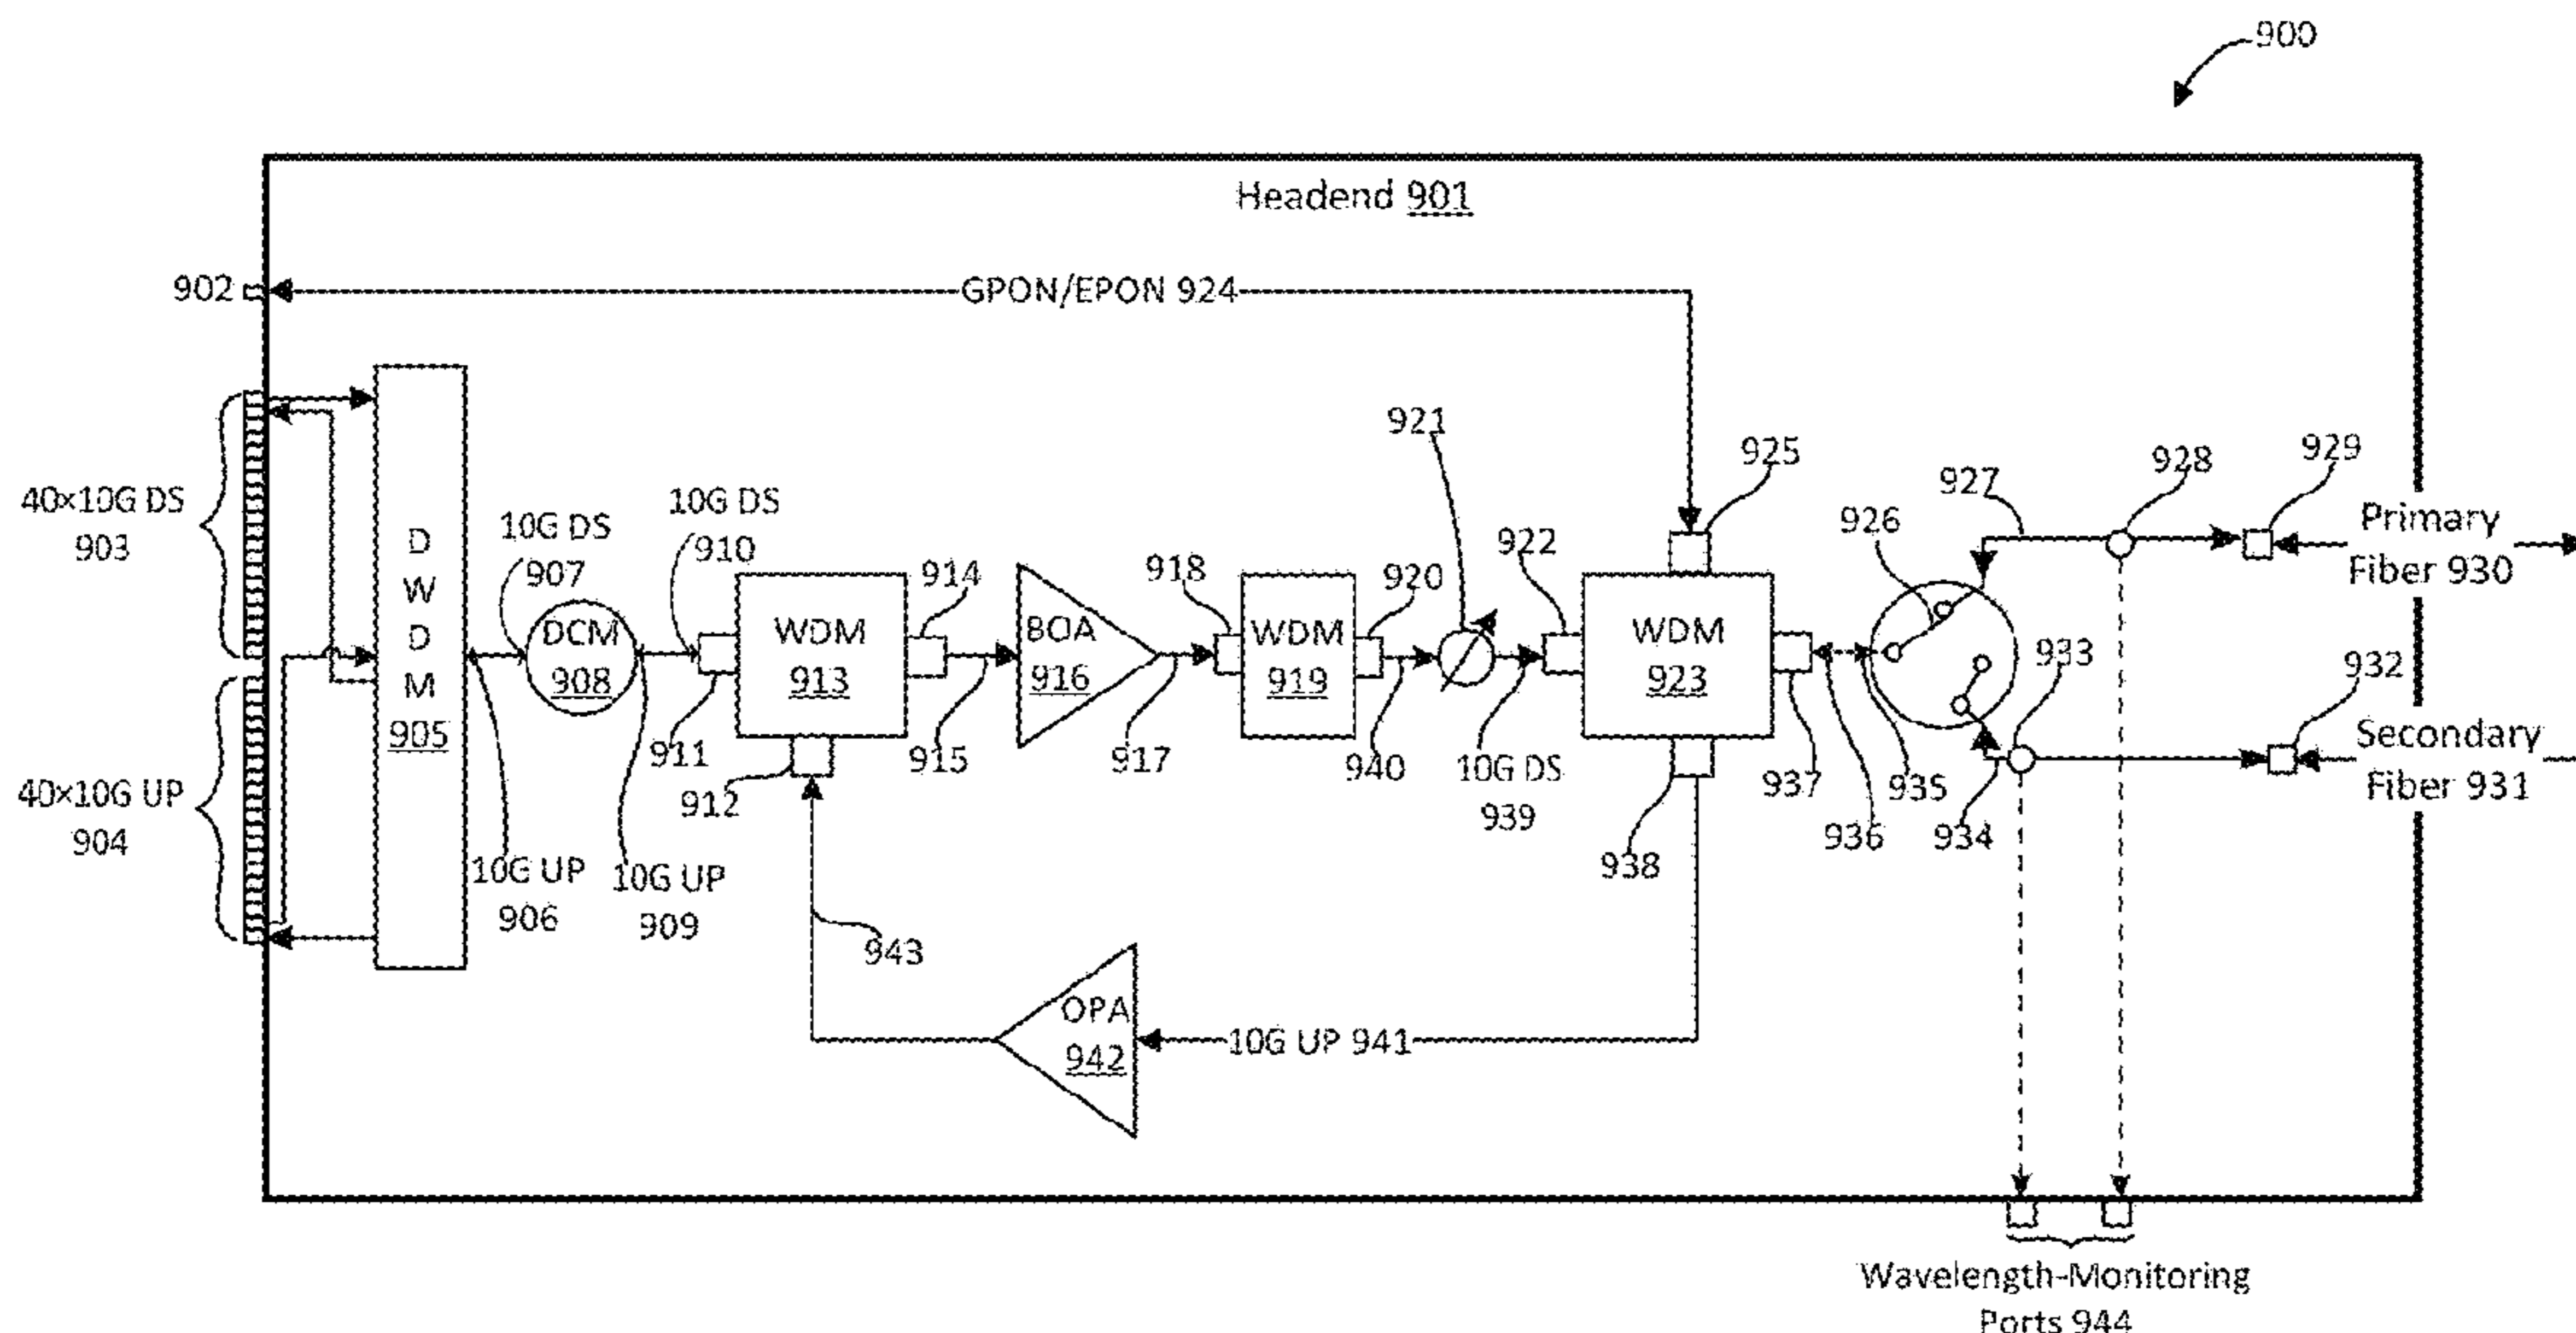 900
Headend 901
902
GPON/EPON 924
921
925
40×10G DS
903
D
W
D
M
905
10G DS
907
10G DS
910
DCM
908
911
912
WDM
913
914
915
BOA
916
917
918
WDM
919
920
940
922
10G DS
939
WDM
923
926
927
928
929
Primary
Fiber 930
933
932
Secondary
Fiber 931
937
936
935
934
938
40×10G UP
904
10G UP
906
10G UP
909
943
OPA
942
10G UP 941
Wavelength-Monitoring
Ports 944